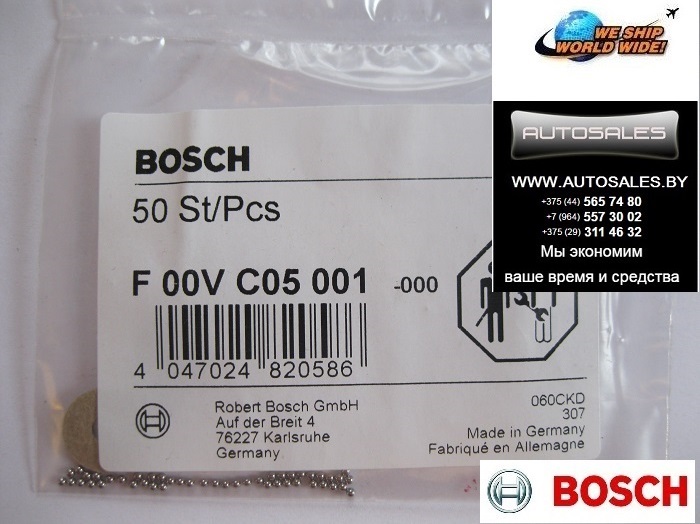 WE SHIP
WORLD WIDE!
AUTOSALES
WWW.AUTOSALES.BY
+375 (44) 565 74 80
+7 (964) 557 30 02
+375 (29) 311 46 32
Мы экономим
ваше время и средства
BOSCH
50 St/Pcs
F 00V C05 001 -000
4 047024 820586
Robert Bosch GmbH
Auf der Breit 4
76227 Karlsruhe
Germany.
060CKD
307
Made in Germany
Fabriqué en Allemagne
BOSCH